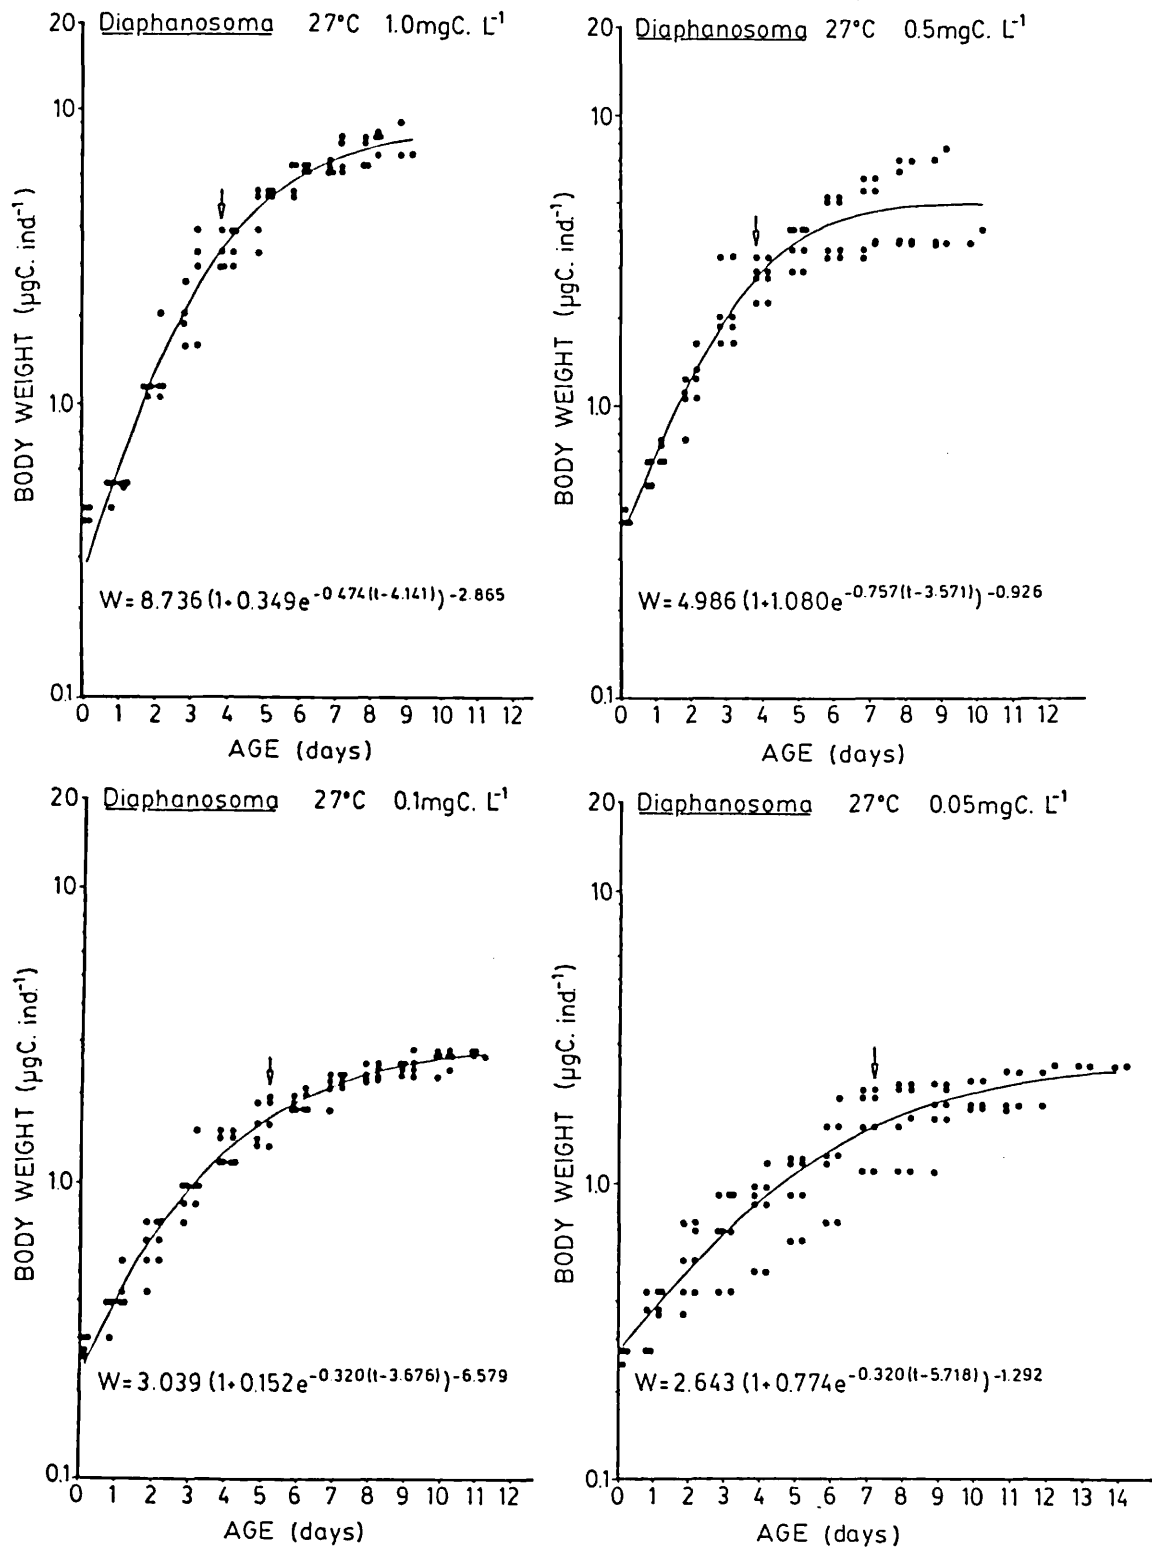 Diaphanosoma 27°C 1.0mgC. L⁻¹
20
10
1.0
0.1
BODY WEIGHT (µgC. ind⁻¹)
W= 8.736 (1+0.349e^-0.474(t-4.141))^-2.865
0 1 2 3 4 5 6 7 8 9 10 11 12
AGE (days)
Diaphanosoma 27°C 0.5mgC. L⁻¹
20
10
1.0
0.1
BODY WEIGHT (µgC. ind.⁻¹)
W= 4.986 (1+1.080e^-0.757(t-3.571))^-0.926
0 1 2 3 4 5 6 7 8 9 10 11 12
AGE (days)
Diaphanosoma 27°C 0.1mgC. L⁻¹
20
10
1.0
0.1
BODY WEIGHT (µgC. ind⁻¹)
W= 3.039 (1+0.152e^-0.320(t-3.676))^-6.579
0 1 2 3 4 5 6 7 8 9 10 11 12
AGE (days)
Diaphanosoma 27°C 0.05mgC. L⁻¹
20
10
1.0
0.1
BODY WEIGHT (µgC. ind.⁻¹)
W= 2.643 (1+0.774e^-0.320(t-5.718))^-1.292
0 1 2 3 4 5 6 7 8 9 10 11 12 13 14
AGE (days)